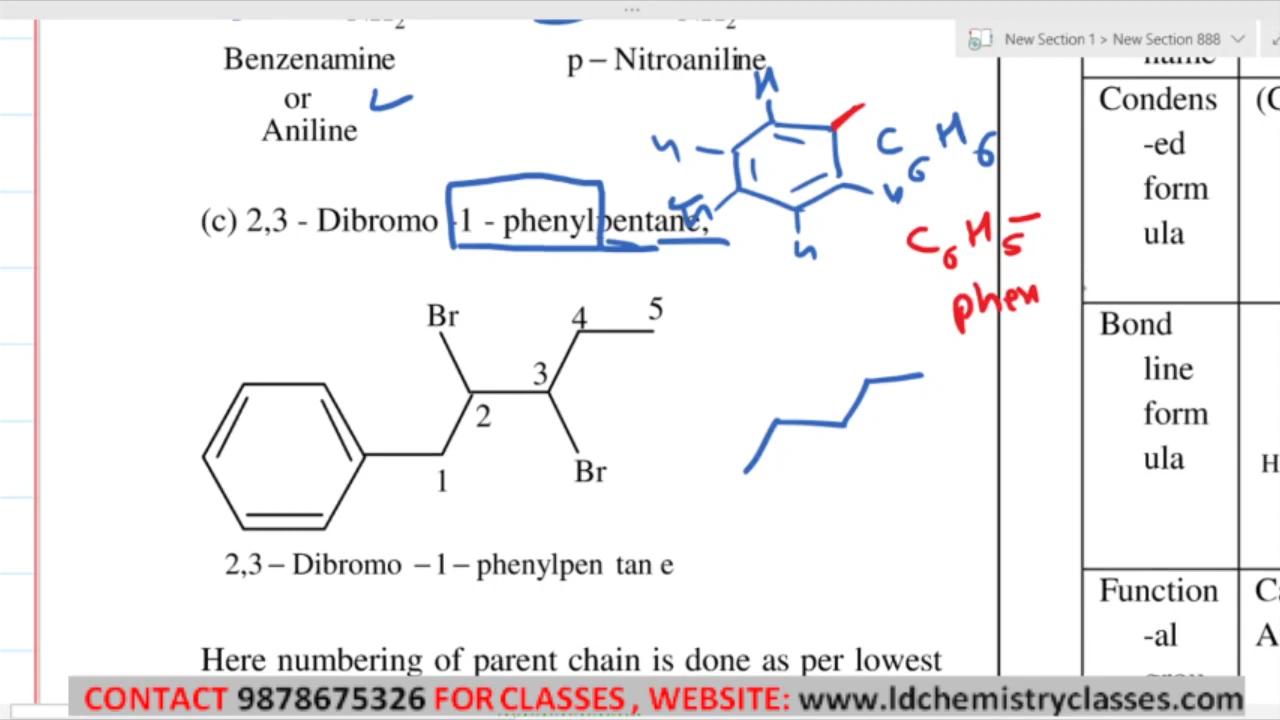 New Section 1 > New Section 888
Benzenamine
or
Aniline
p – Nitroaniline
H
H
H
H
H
C6H6
C6H5–
phen
(c) 2,3 - Dibromo -1 - phenylpentane,
Br
4
5
3
2
1
Br
2,3 – Dibromo – 1 – phenylpen tan e
Here numbering of parent chain is done as per lowest
name
Condens
-ed
form
ula
(C
Bond
line
form
ula
H
Function
-al
Ca
A
CONTACT 9878675326 FOR CLASSES , WEBSITE: www.ldchemistryclasses.com